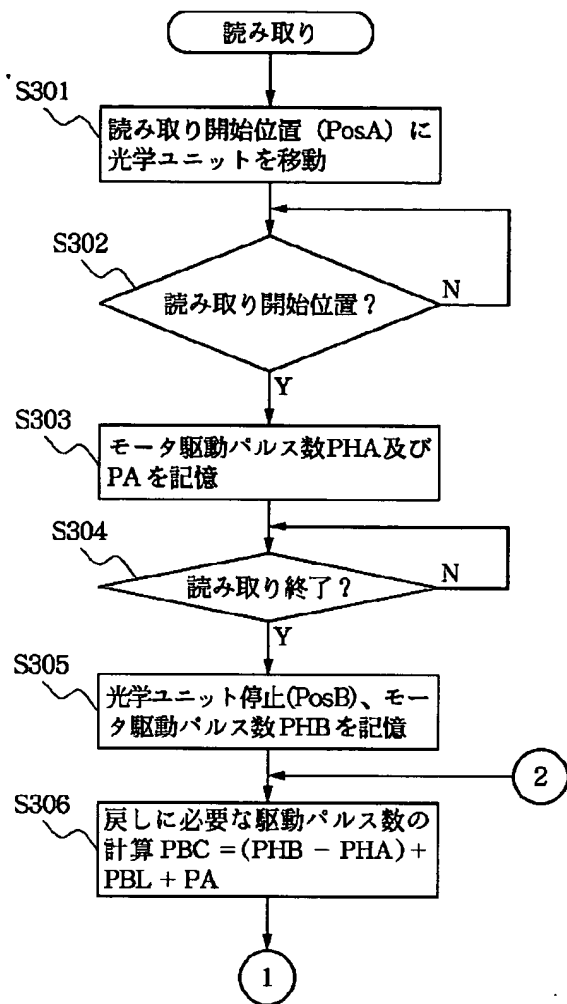 読み取り
S301
読み取り開始位置（PosA）に
光学ユニットを移動
S302
読み取り開始位置？
N
Y
S303
モータ駆動パルス数PHA及び
PAを記憶
S304
読み取り終了？
N
Y
S305
光学ユニット停止(PosB)、モー
タ駆動パルス数PHBを記憶
2
S306
戻しに必要な駆動パルス数の
計算 PBC =(PHB − PHA) +
PBL + PA
1